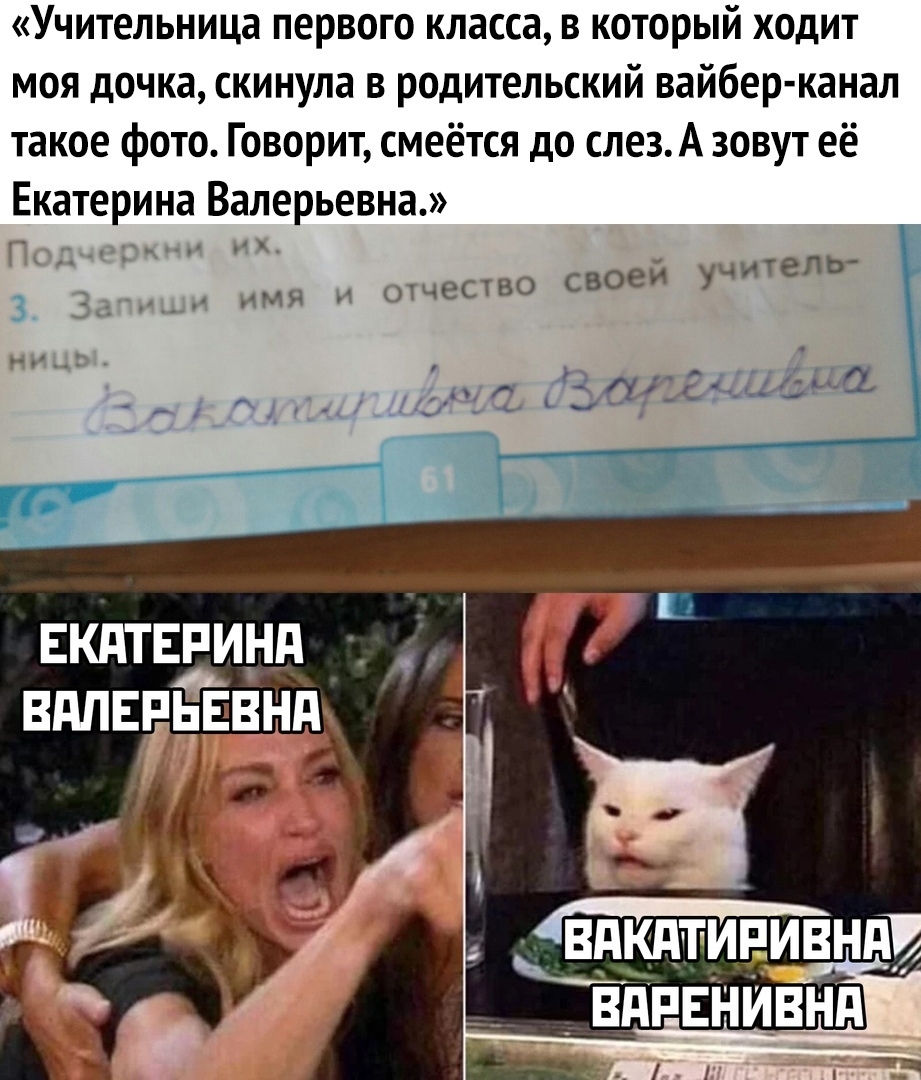 «Учительница первого класса, в который ходит
моя дочка, скинула в родительский вайбер-канал
такое фото. Говорит, смеётся до слез. А зовут её
Екатерина Валерьевна.»
Подчеркни их.
3. Запиши имя и отчество своей учитель-
ницы.
Вакатиривна Варенивна
61
ЕКАТЕРИНА
ВАЛЕРЬЕВНА
ВАКАТИРИВНА
ВАРЕНИВНА